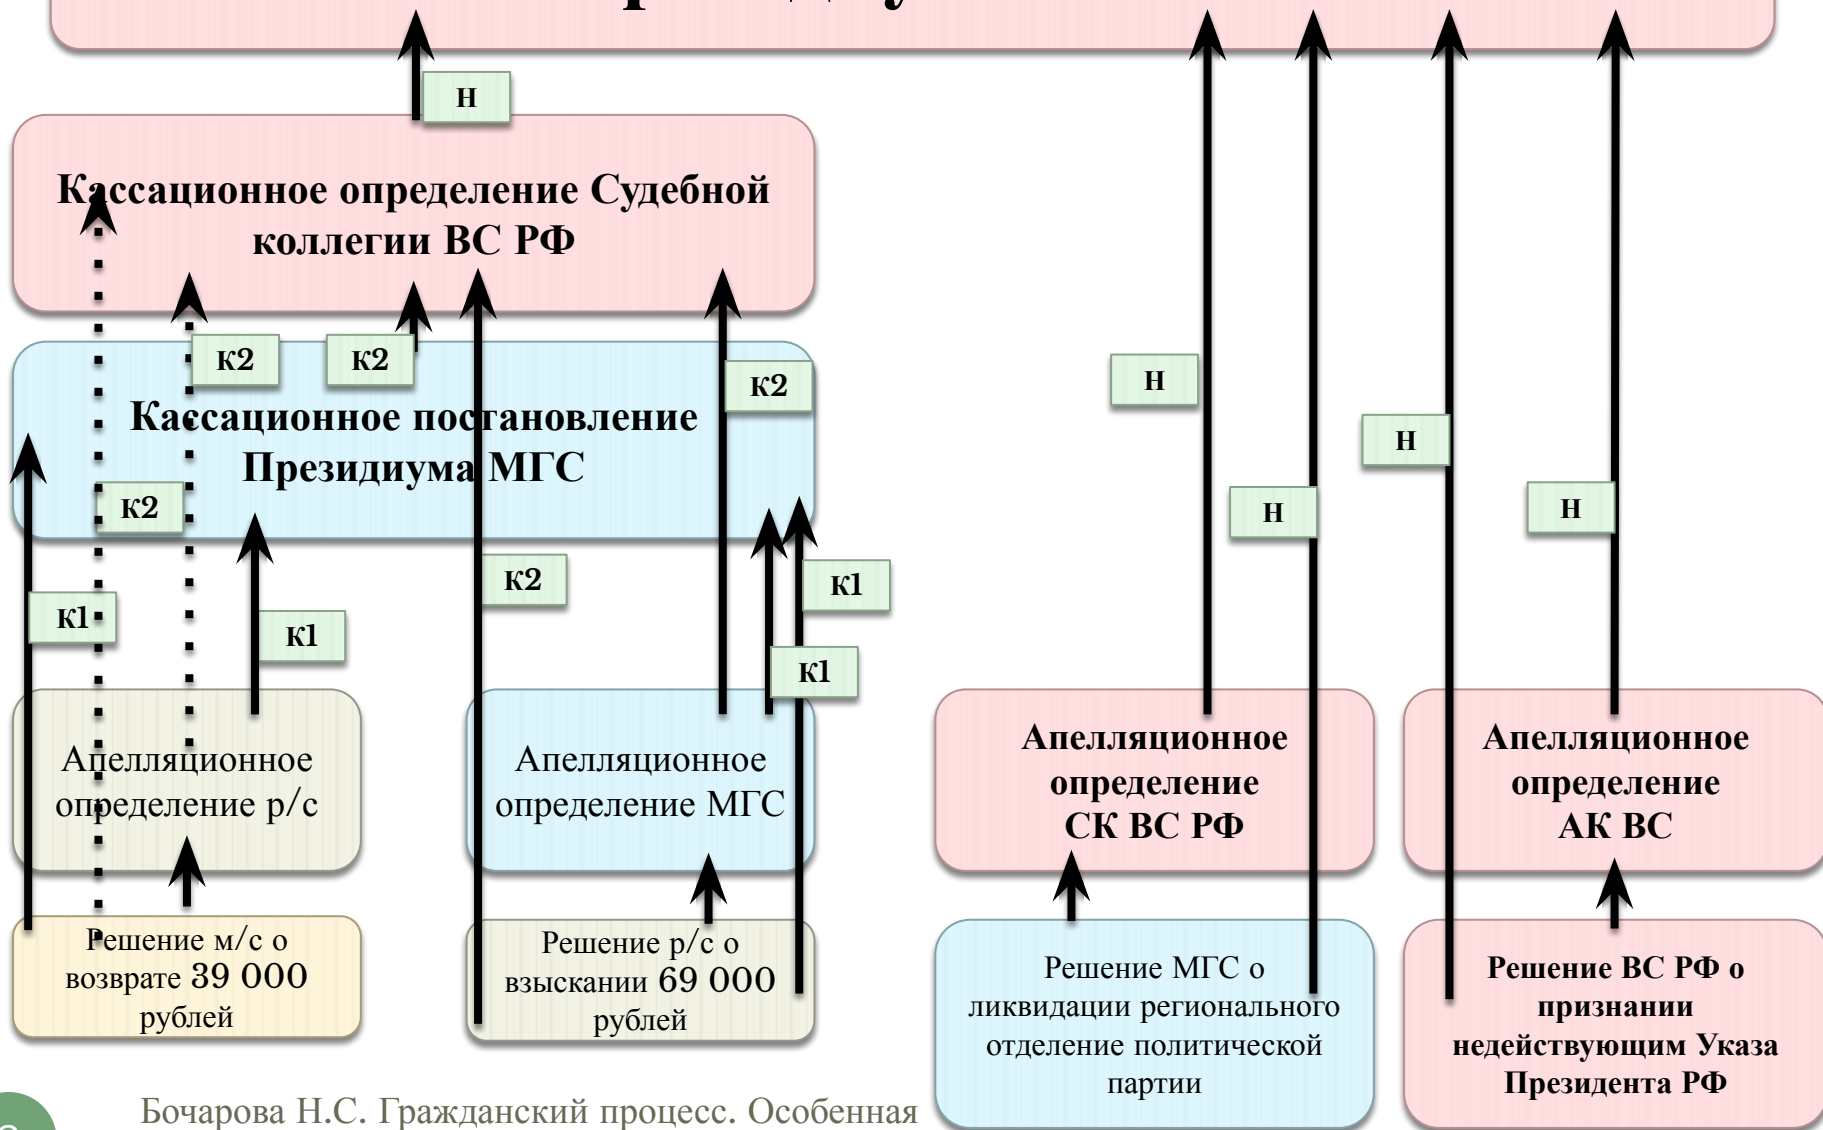 Н
Кассационное определение Судебной
коллегии ВС РФ
К2
К2
К2
Кассационное постановление
Президиума МГС
К2
К1
К1
К2
К1
К1
Н
Н
Н
Н
Апелляционное
определение р/с
Апелляционное
определение МГС
Апелляционное
определение
СК ВС РФ
Апелляционное
определение
АК ВС
Решение м/с о
возврате 39 000
рублей
Решение р/с о
взыскании 69 000
рублей
Решение МГС о
ликвидации регионального
отделение политической
партии
Решение ВС РФ о
признании
недействующим Указа
Президента РФ
Бочарова Н.С. Гражданский процесс. Особенная